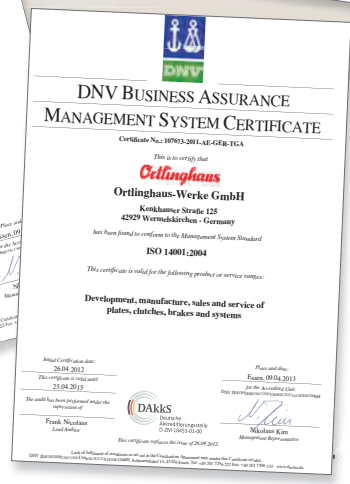 DNV
DNV BUSINESS ASSURANCE
MANAGEMENT SYSTEM CERTIFICATE
Certificate No.: 107673-2011-AE-GER-TGA
This is to certify that
Ortlinghaus
Ortlinghaus-Werke GmbH
Kenkhauser Straße 125
42929 Wermelskirchen - Germany
has been found to conform to the Management System Standard
ISO 14001:2004
This certificate is valid for the following product or service ranges:
Development, manufacture, sales and service of
plates, clutches, brakes and systems
Initial Certification date:
26.04.2012
This certificate is valid until:
25.04.2015
The audit has been performed under the
supervision of
Frank Nicolaus
Lead Auditor
DAkkS
Deutsche
Akkreditierungsstelle
D-ZM-18453-01-00
Place and date:
Essen, 09.04.2013
for the Accredited Unit:
Nikolaus Kim
Management Representative
This certificate replaces the issue of 26.04.2012.